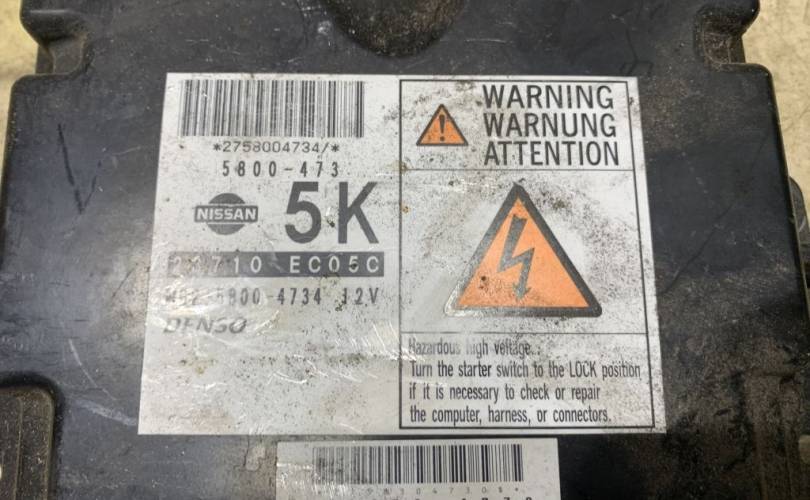 *2758004734/*
5800-473
NISSAN
5K
EC05C
5800-4734 12V
DENSO
WARNING
WARNUNG
ATTENTION
Hazardous high voltage.
Turn the starter switch to the LOCK position
if it is necessary to check or repair
the computer, harness, or connectors.